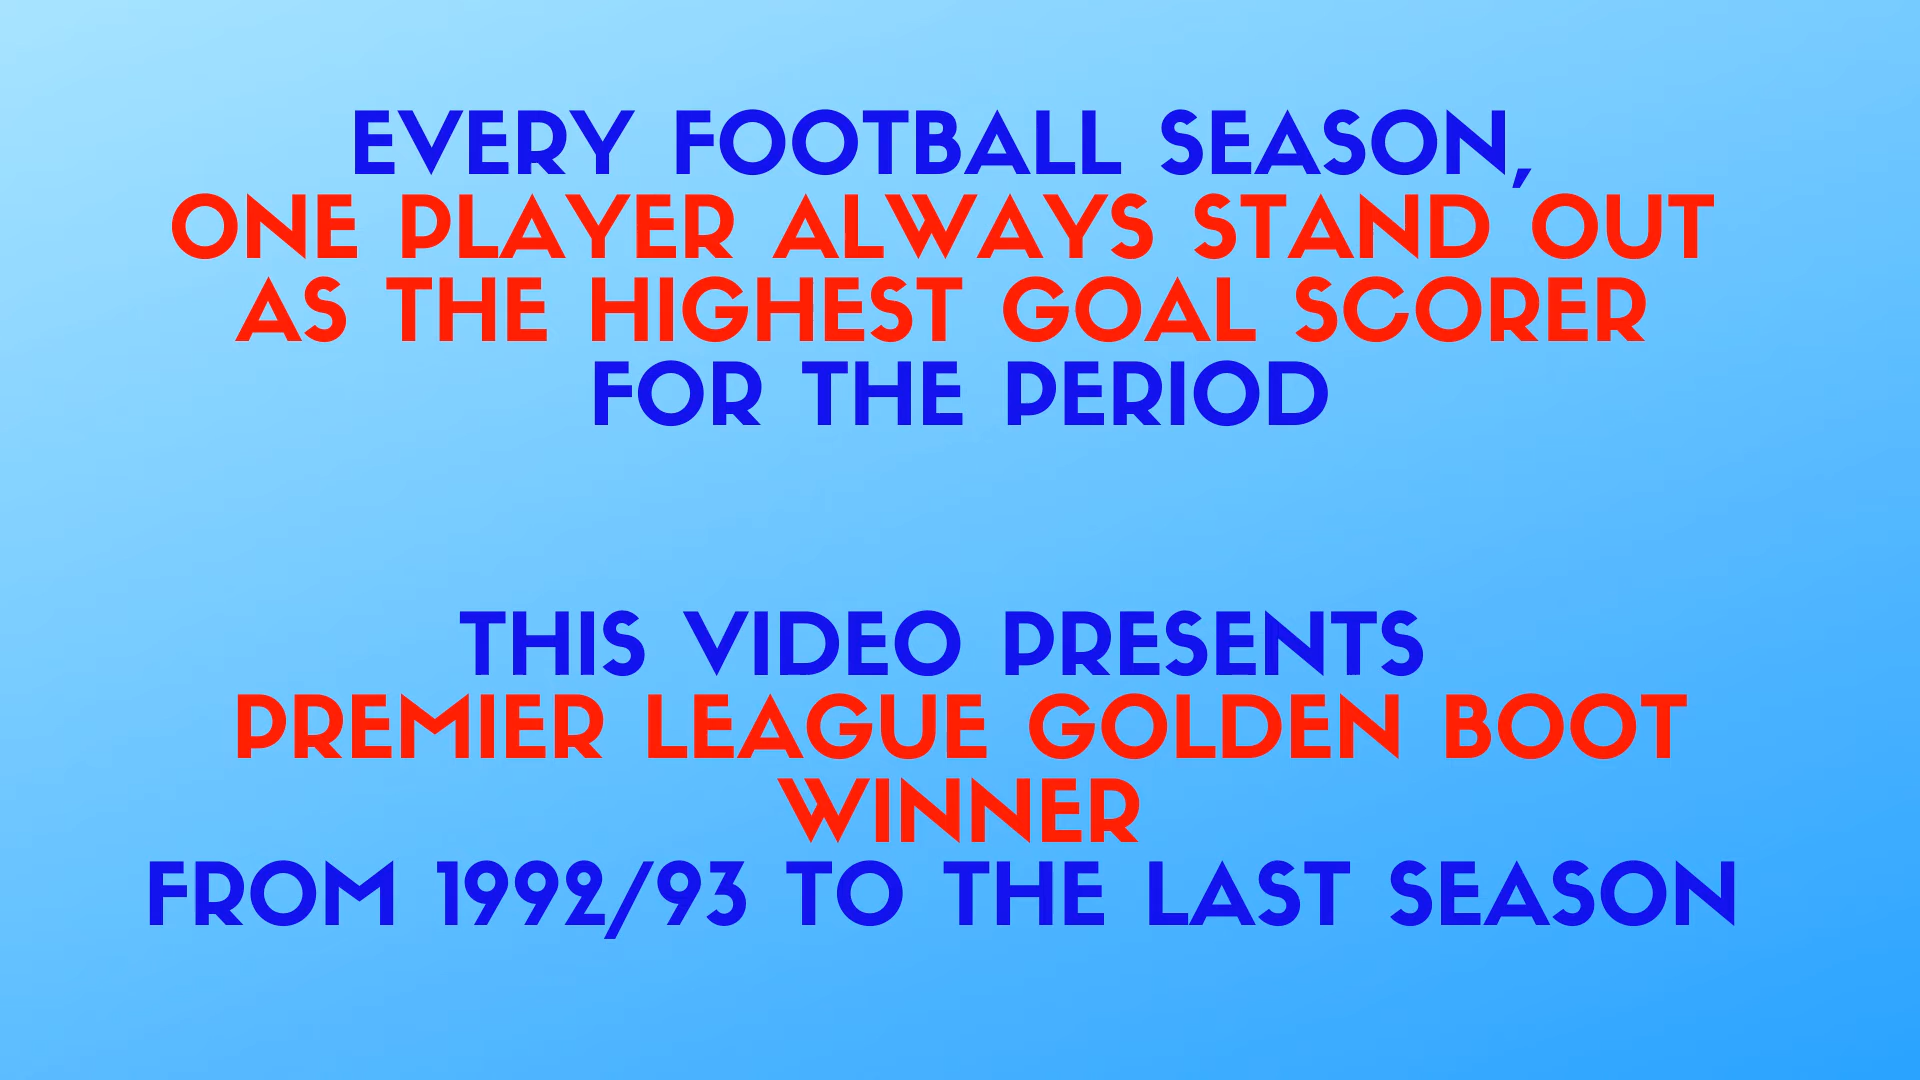 EVERY FOOTBALL SEASON,
ONE PLAYER ALWAYS STAND OUT
AS THE HIGHEST GOAL SCORER
FOR THE PERIOD
THIS VIDEO PRESENTS
PREMIER LEAGUE GOLDEN BOOT
WINNER
FROM 1992/93 TO THE LAST SEASON